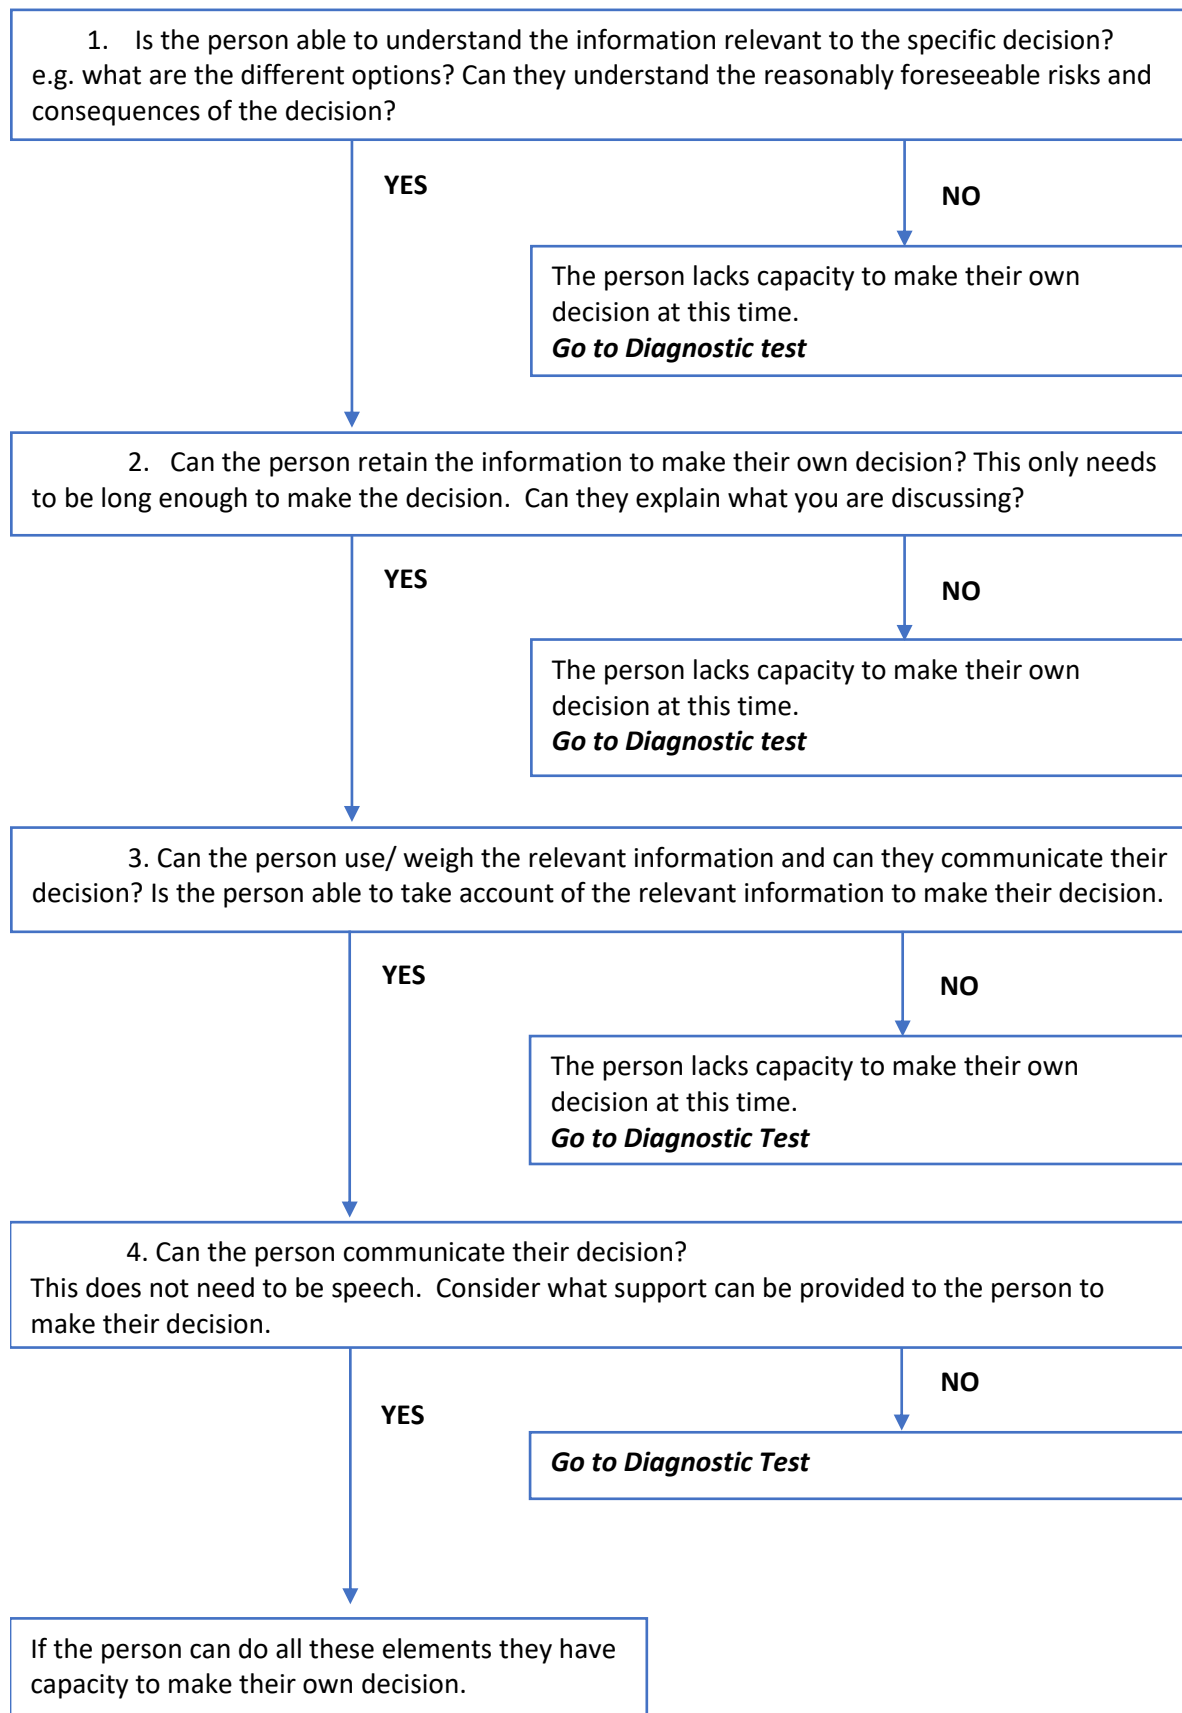 1. Is the person able to understand the information relevant to the specific decision?
e.g. what are the different options? Can they understand the reasonably foreseeable risks and
consequences of the decision?
YES
NO
The person lacks capacity to make their own
decision at this time.
Go to Diagnostic test
2. Can the person retain the information to make their own decision? This only needs
to be long enough to make the decision. Can they explain what you are discussing?
YES
NO
The person lacks capacity to make their own
decision at this time.
Go to Diagnostic test
3. Can the person use/ weigh the relevant information and can they communicate their
decision? Is the person able to take account of the relevant information to make their decision.
YES
NO
The person lacks capacity to make their own
decision at this time.
Go to Diagnostic Test
4. Can the person communicate their decision?
This does not need to be speech. Consider what support can be provided to the person to
make their decision.
NO
YES
Go to Diagnostic Test
If the person can do all these elements they have
capacity to make their own decision.